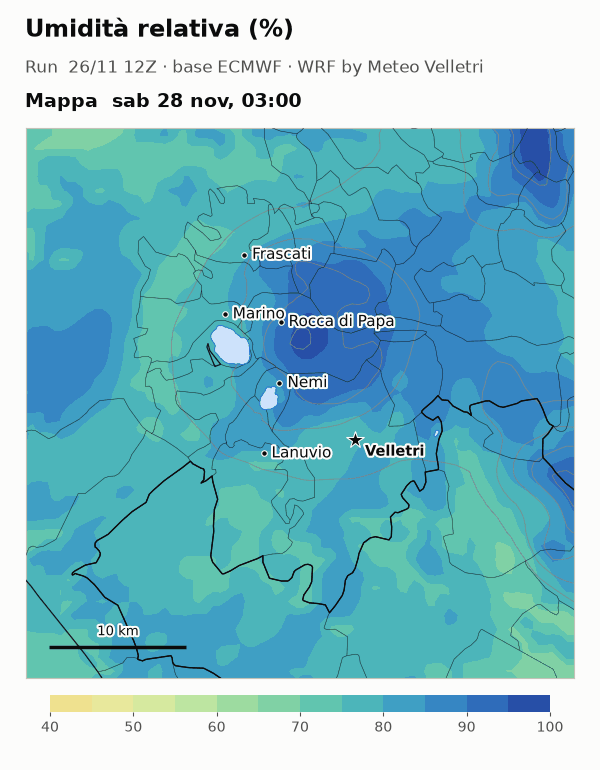 Umidità relativa (%)
Run  26/11 12Z · base ECMWF · WRF by Meteo Velletri
Mappa  sab 28 nov, 03:00
Frascati
Marino
Rocca di Papa
Nemi
Velletri
Lanuvio
10 km
40 50 60 70 80 90 100